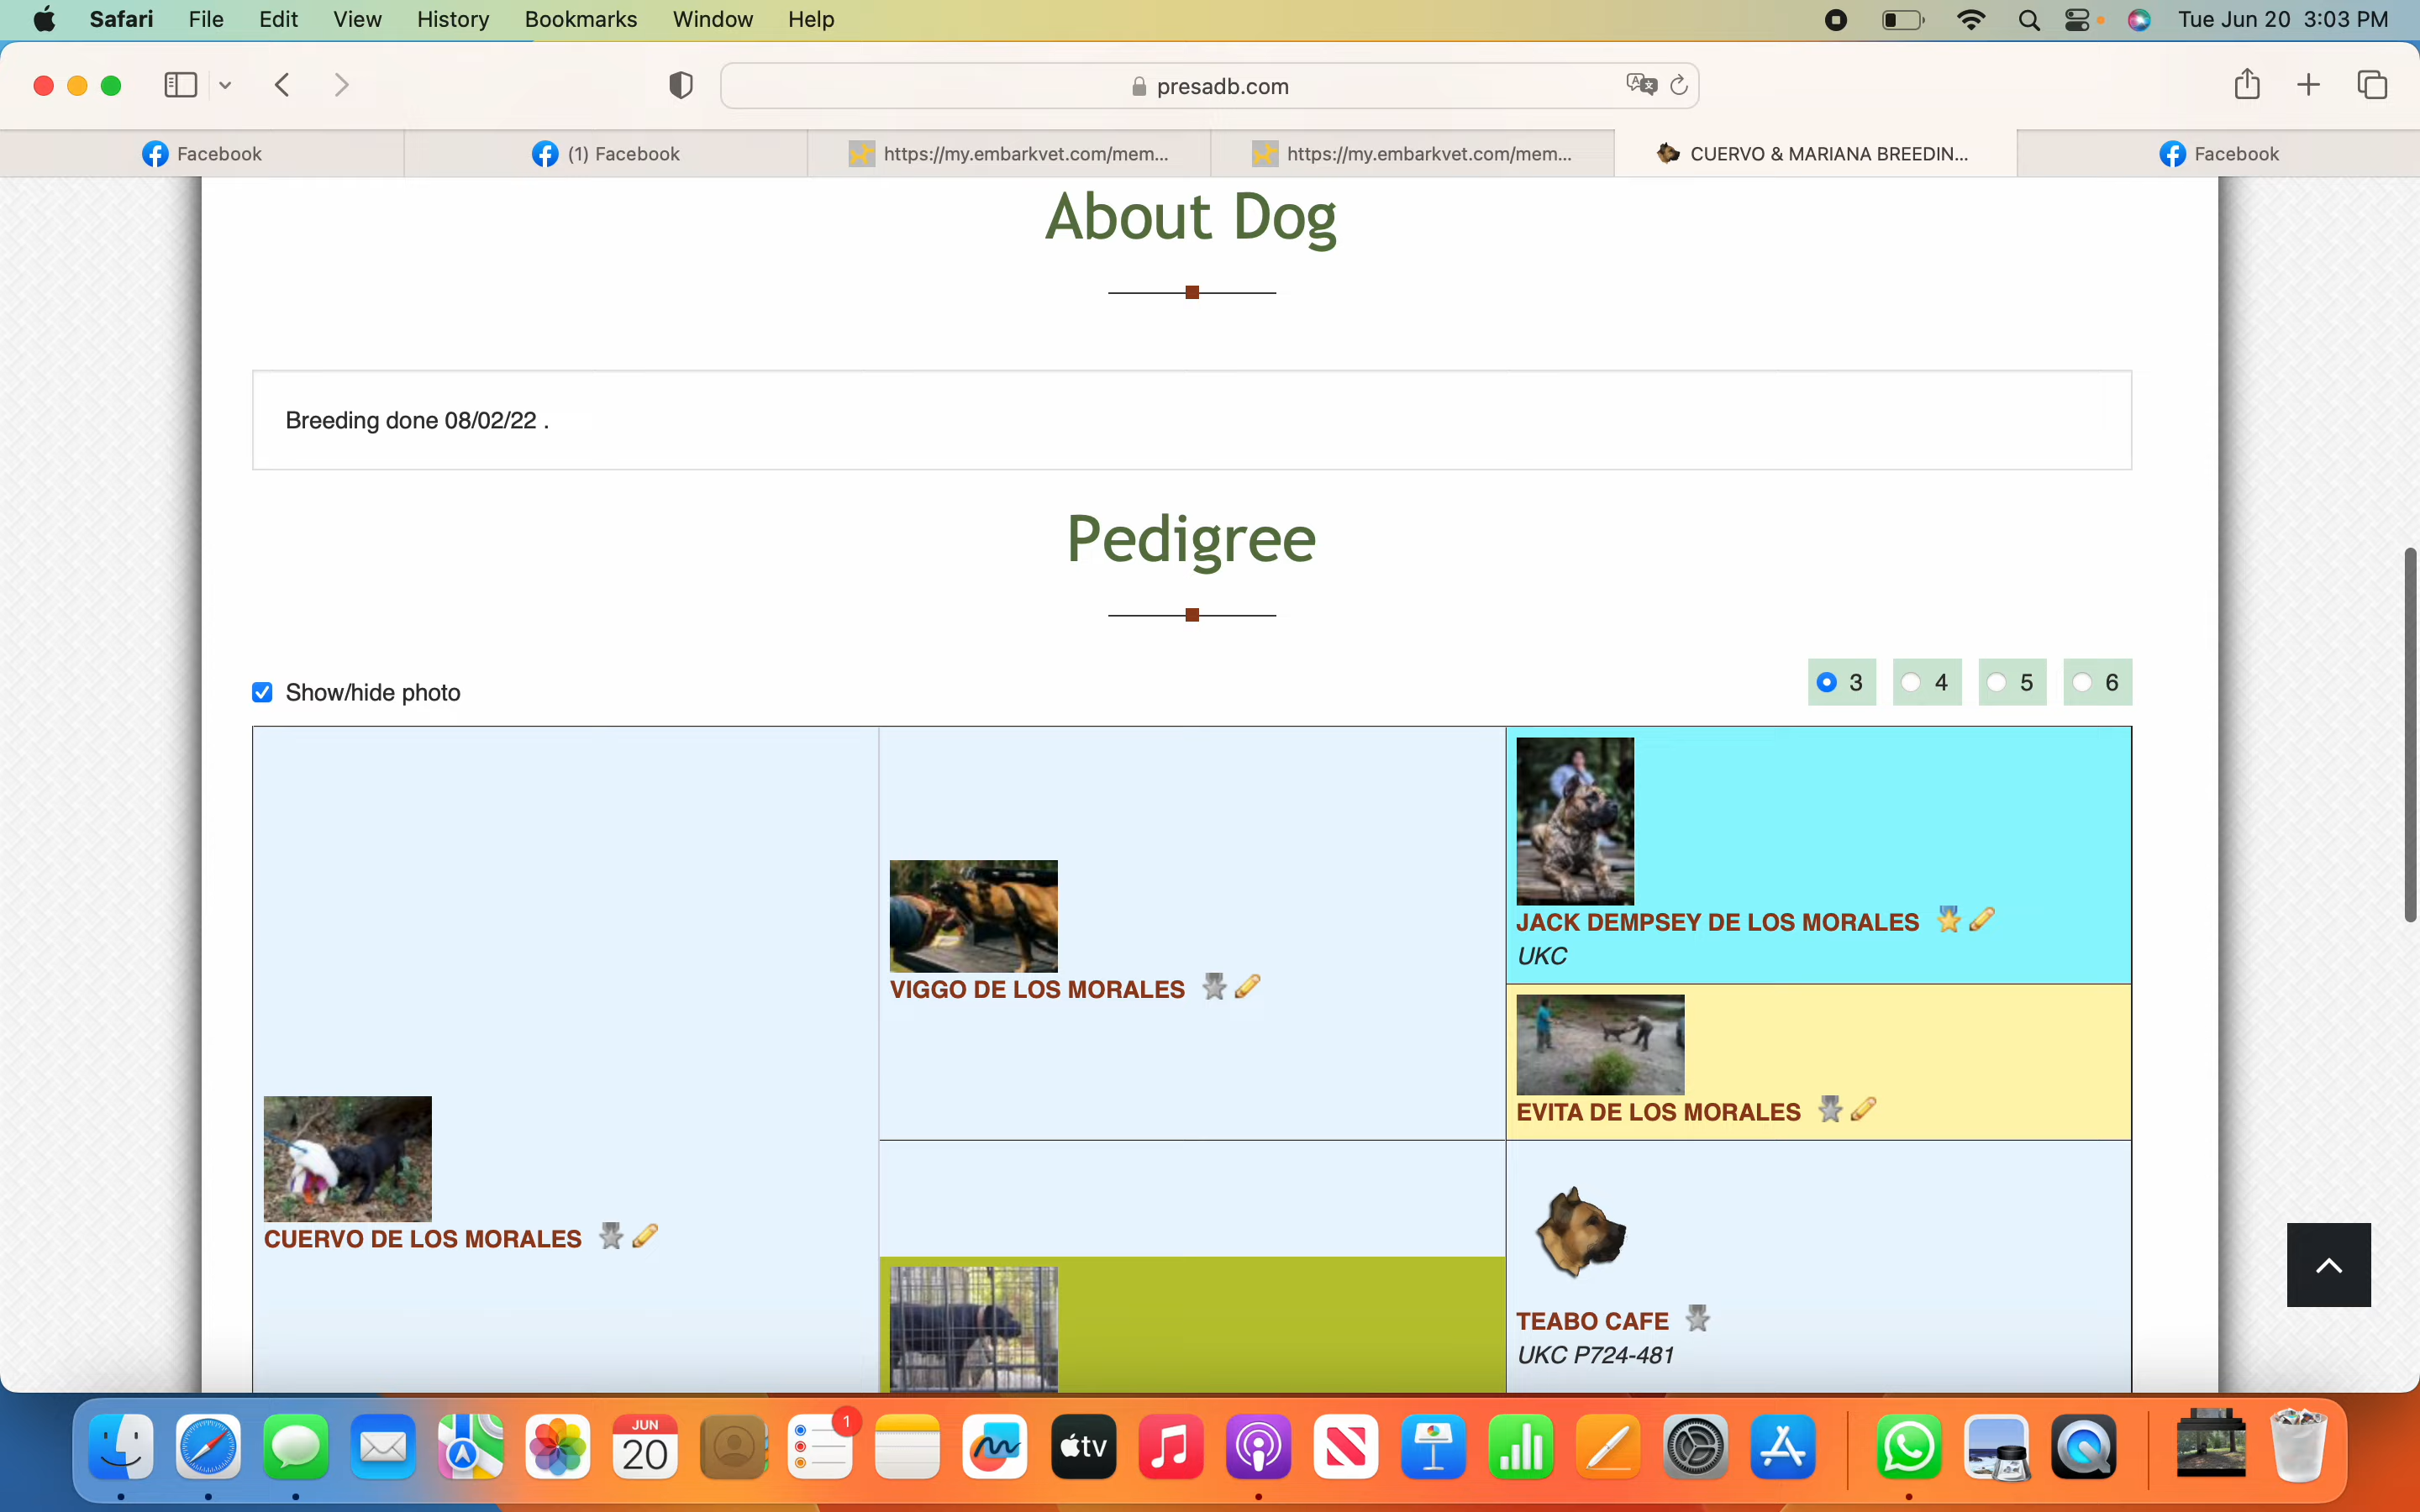 Safari File Edit View History Bookmarks Window Help Tue Jun 20 3:03 PM
presadb.com
Facebook (1) Facebook https://my.embarkvet.com/mem... https://my.embarkvet.com/mem... CUERVO & MARIANA BREEDIN... Facebook
About Dog
Breeding done 08/02/22 .
Pedigree
Show/hide photo 3 4 5 6
JACK DEMPSEY DE LOS MORALES
UKC
VIGGO DE LOS MORALES
EVITA DE LOS MORALES
CUERVO DE LOS MORALES
TEABO CAFE
UKC P724-481
1
JUN
20
tv